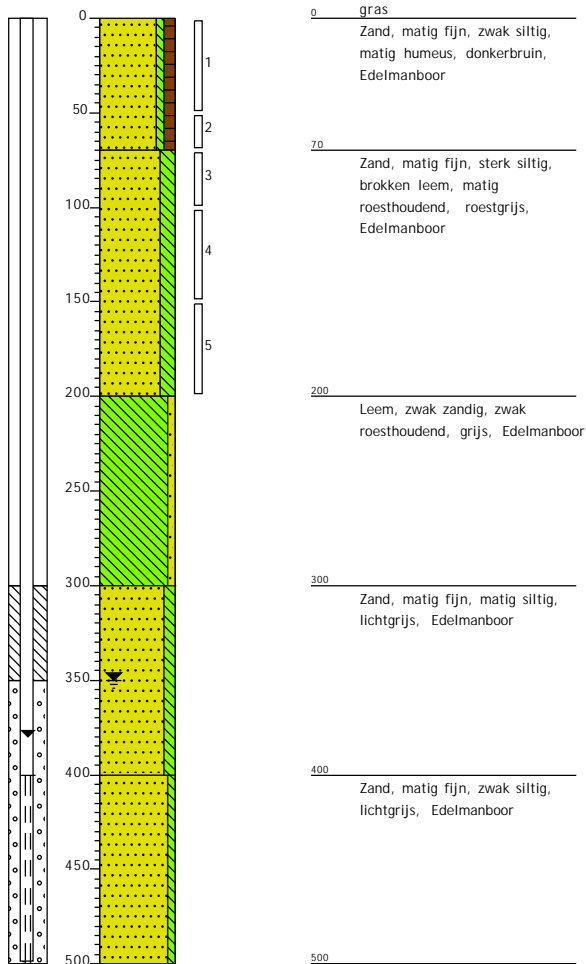 0
50
100
150
200
250
300
350
400
450
500
1
2
3
4
5
0
gras
Zand, matig fijn, zwak siltig,
matig humeus, donkerbruin,
Edelmanboor
70
Zand, matig fijn, sterk siltig,
brokken leem, matig
roesthoudend, roestgrijs,
Edelmanboor
200
Leem, zwak zandig, zwak
roesthoudend, grijs, Edelmanboor
300
Zand, matig fijn, matig siltig,
lichtgrijs, Edelmanboor
400
Zand, matig fijn, zwak siltig,
lichtgrijs, Edelmanboor
500